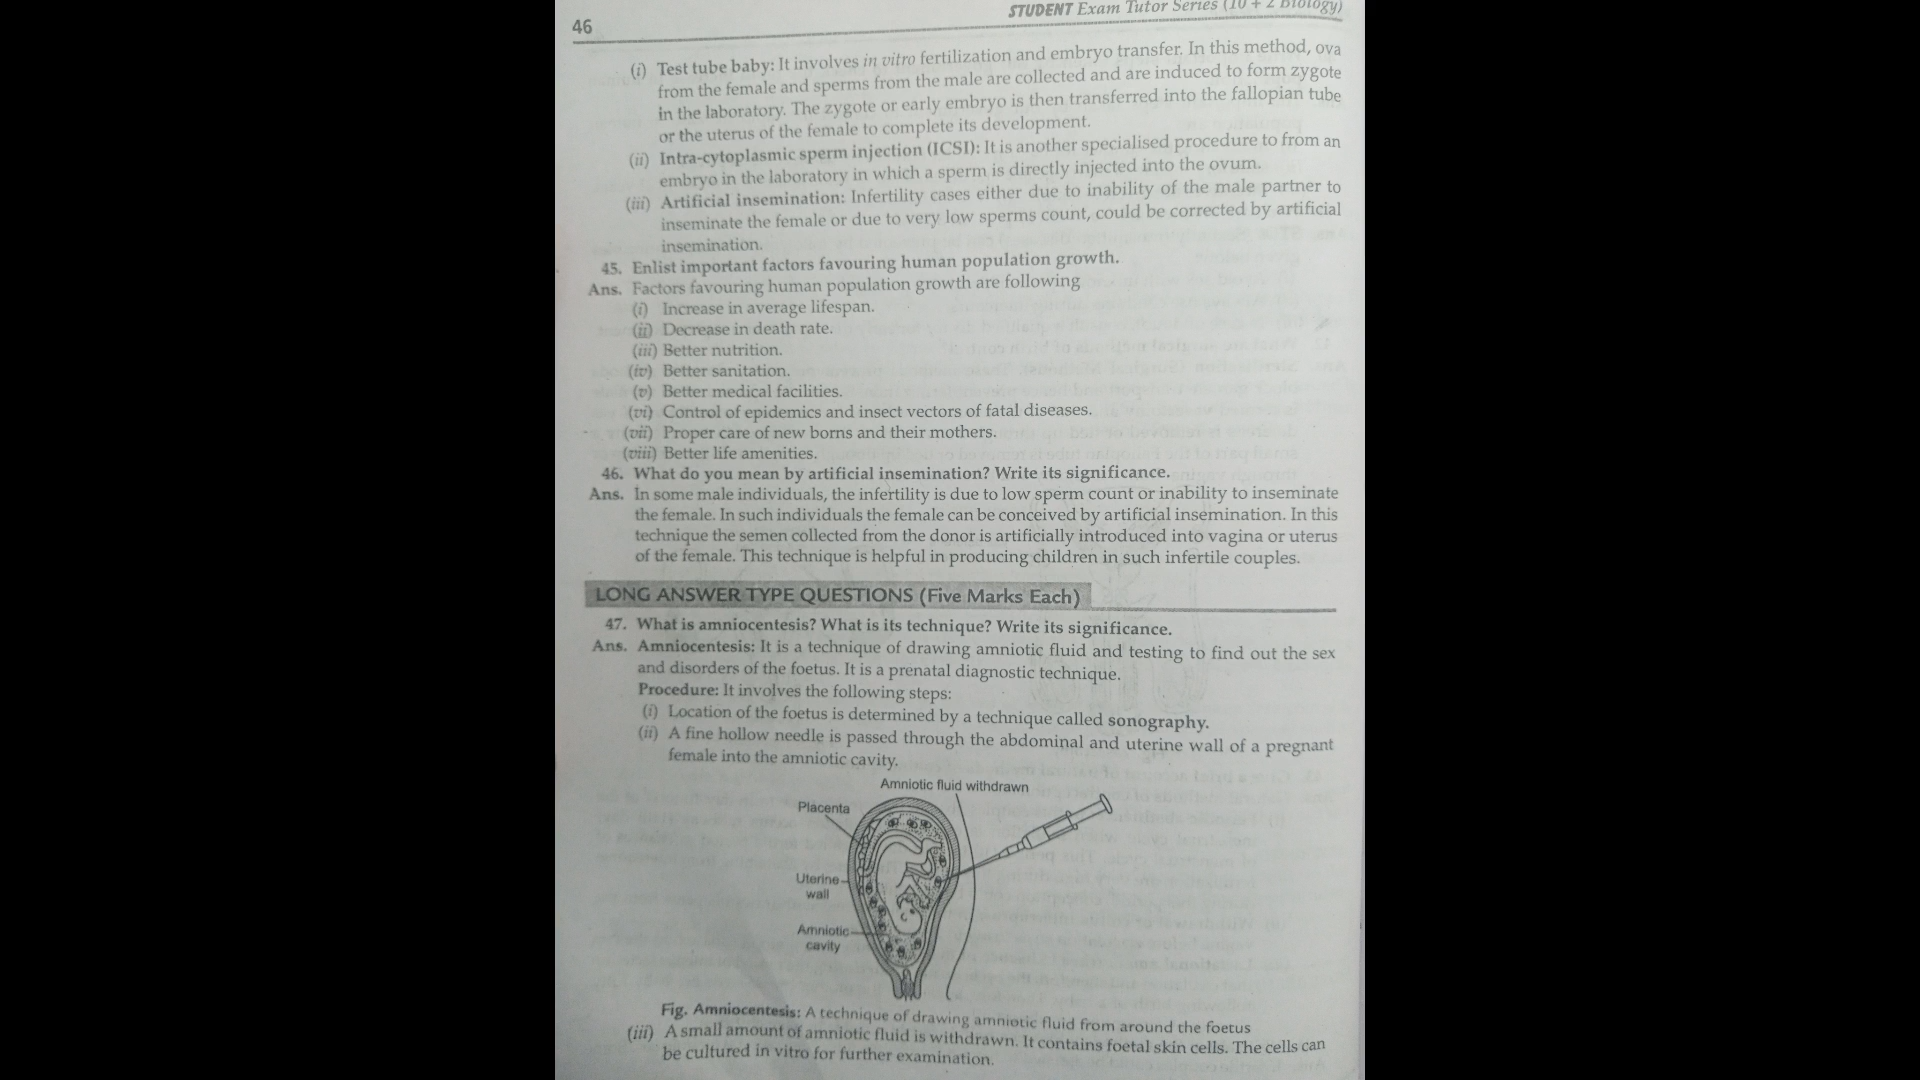 46
STUDENT Exam Tutor Series (10 + 2 Biology)
(i) Test tube baby: It involves in vitro fertilization and embryo transfer. In this method, ova
from the female and sperms from the male are collected and are induced to form zygote
in the laboratory. The zygote or early embryo is then transferred into the fallopian tube
or the uterus of the female to complete its development.
(ii) Intra-cytoplasmic sperm injection (ICSI): It is another specialised procedure to from an
embryo in the laboratory in which a sperm is directly injected into the ovum.
(iii) Artificial insemination: Infertility cases either due to inability of the male partner to
inseminate the female or due to very low sperms count, could be corrected by artificial
insemination.
45. Enlist important factors favouring human population growth.
Ans. Factors favouring human population growth are following
(i) Increase in average lifespan.
(ii) Decrease in death rate.
(iii) Better nutrition.
(iv) Better sanitation.
(v) Better medical facilities.
(vi) Control of epidemics and insect vectors of fatal diseases.
(vii) Proper care of new borns and their mothers.
(viii) Better life amenities.
46. What do you mean by artificial insemination? Write its significance.
Ans. In some male individuals, the infertility is due to low sperm count or inability to inseminate
the female. In such individuals the female can be conceived by artificial insemination. In this
technique the semen collected from the donor is artificially introduced into vagina or uterus
of the female. This technique is helpful in producing children in such infertile couples.
LONG ANSWER TYPE QUESTIONS (Five Marks Each)
47. What is amniocentesis? What is its technique? Write its significance.
Ans. Amniocentesis: It is a technique of drawing amniotic fluid and testing to find out the sex
and disorders of the foetus. It is a prenatal diagnostic technique.
Procedure: It involves the following steps:
(i) Location of the foetus is determined by a technique called sonography.
(ii) A fine hollow needle is passed through the abdominal and uterine wall of a pregnant
female into the amniotic cavity.
Amniotic fluid withdrawn
Placenta
Uterine
wall
Amniotic
cavity
Fig. Amniocentesis: A technique of drawing amniotic fluid from around the foetus
(iii) A small amount of amniotic fluid is withdrawn. It contains foetal skin cells. The cells can
be cultured in vitro for further examination.